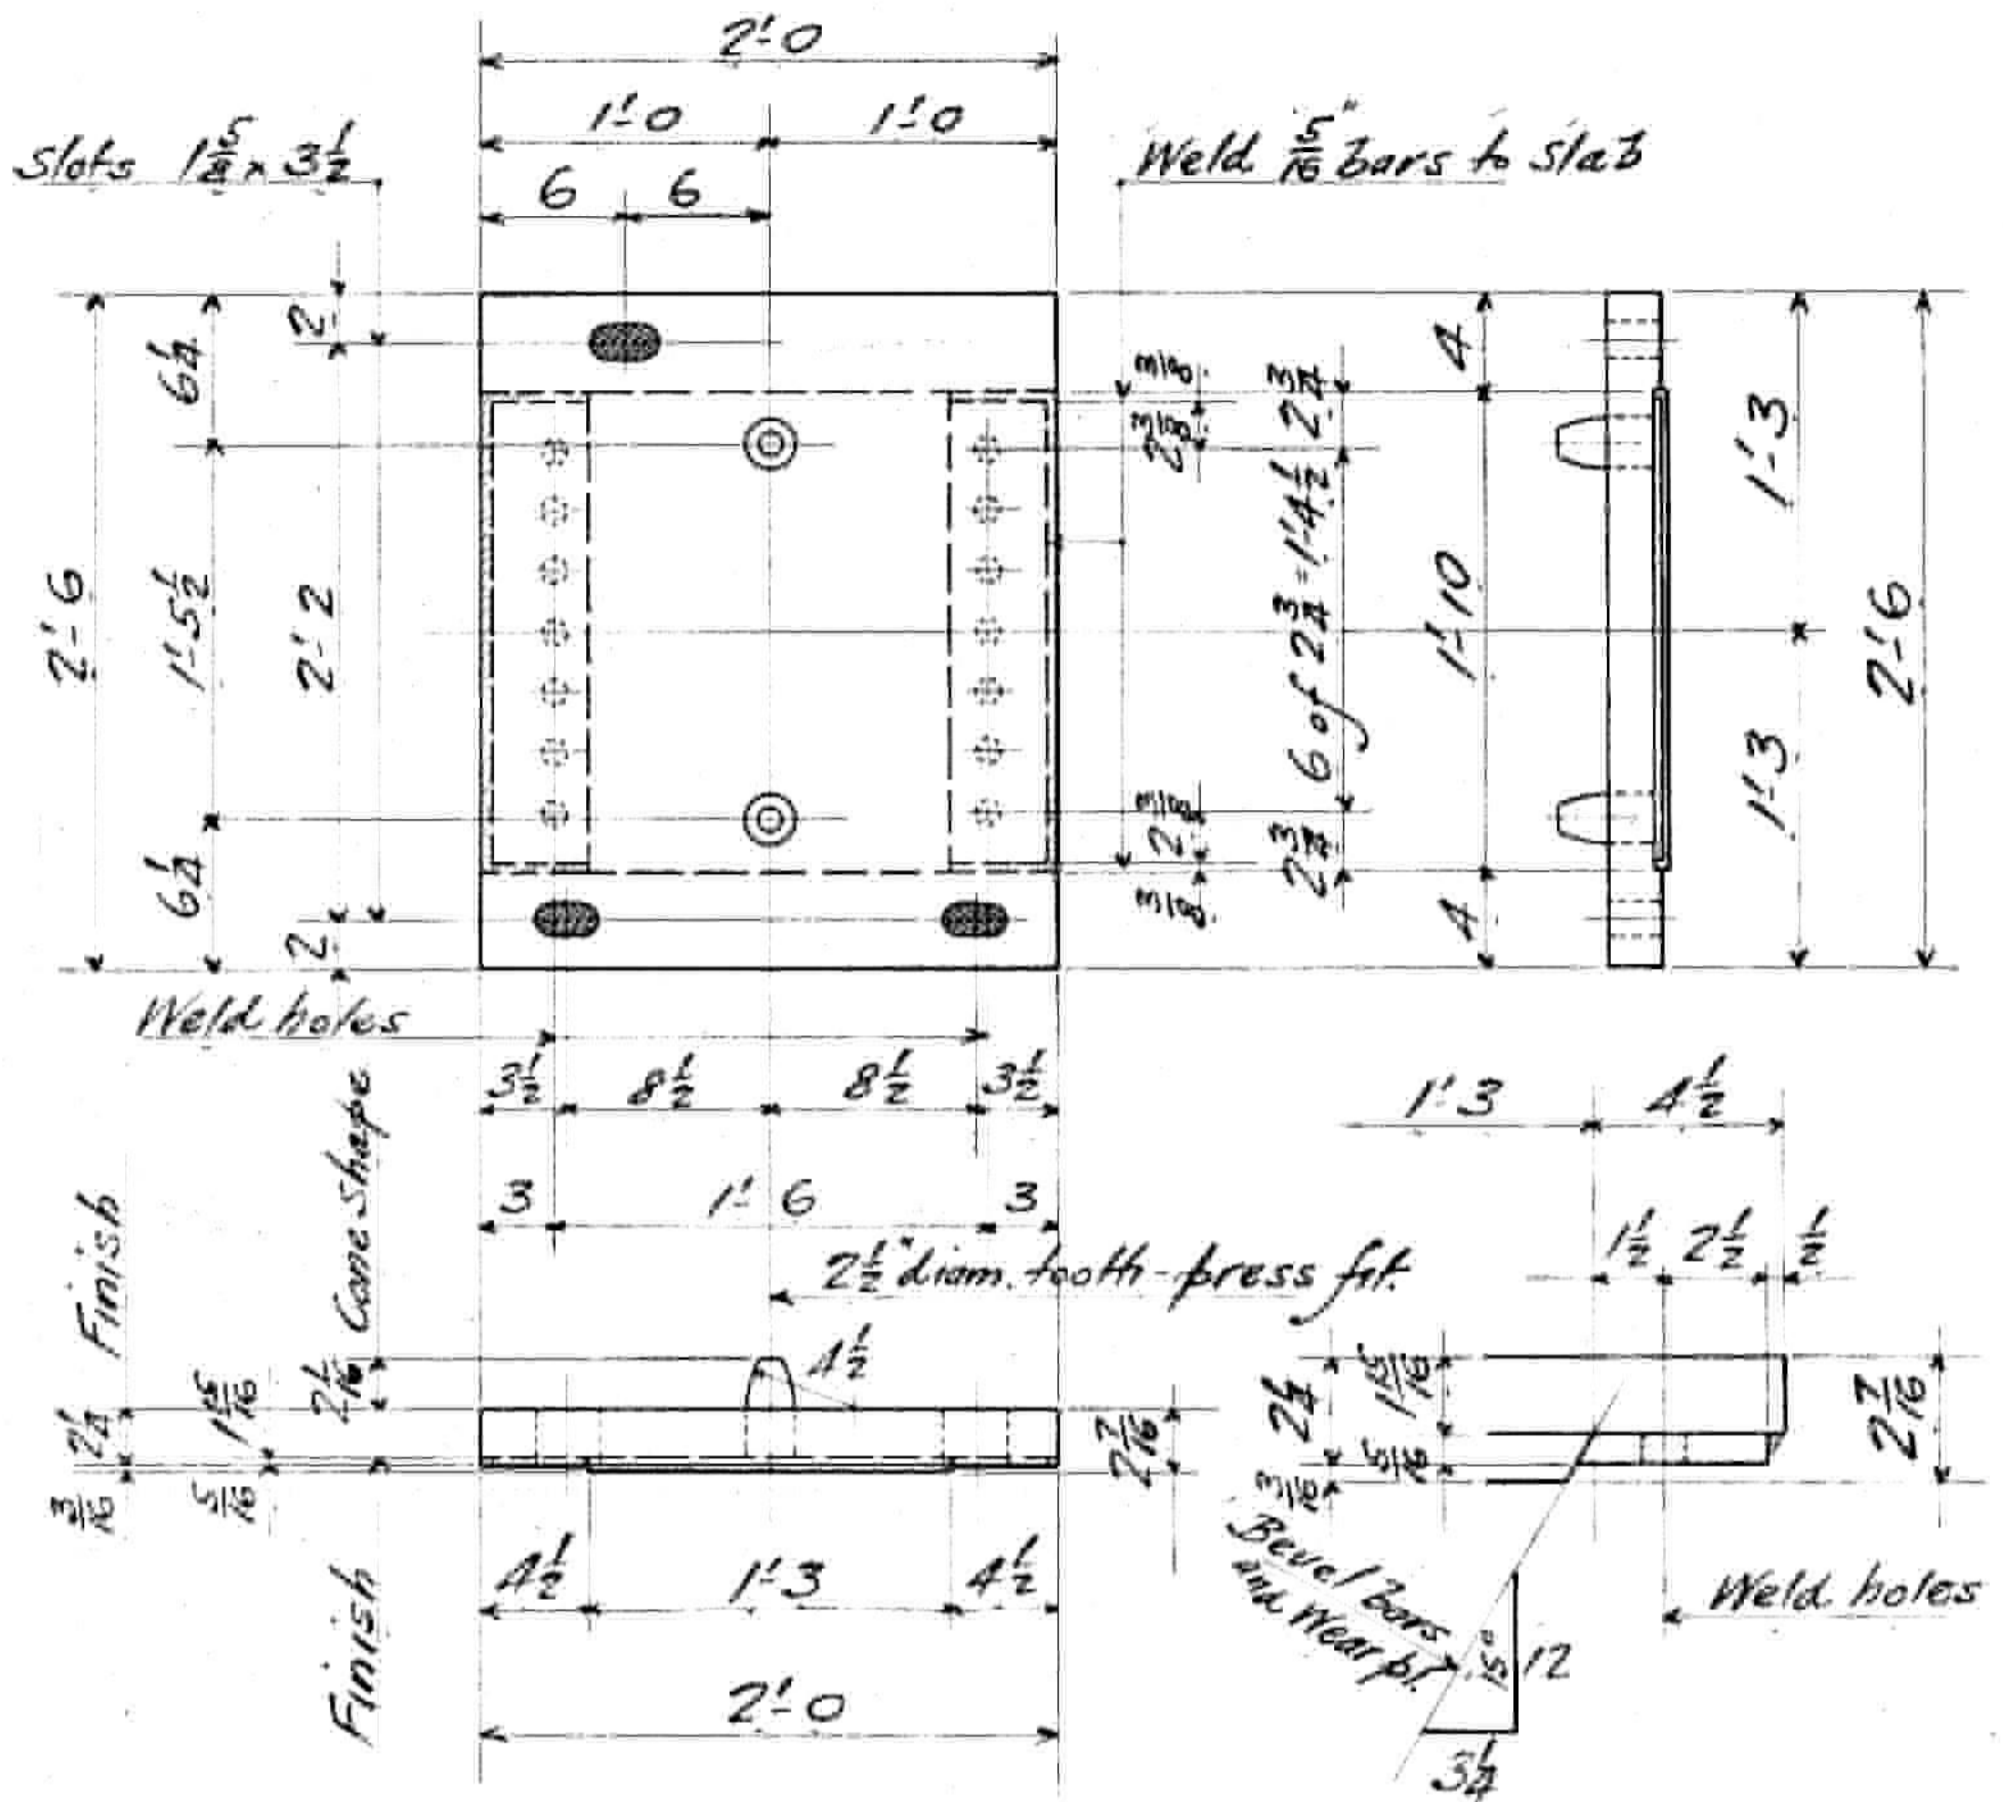 2'-0
1'-0 1'-0
Slots 1 5/8 x 3 1/2
Weld 5/16" bars to slab
6 6
2 6 1/4
2'-6 1'-5 1/2 2'-2
6 1/4 2
3/8 2 3/8 2 3/4
6 of 2 3/4 = 1'-4 1/2
2 3/8 3/8 2 3/4
4 1'-10 4
1'-3 1'-3 2'-6
Weld holes
3 1/2 8 1/2 8 1/2 3 1/2
3 1'-6 3
2 1/2" diam. tooth-press fit.
Finish
Cone shape
2 1/4 1 15/16 2 1/16
3/16 5/16
4 1/2
2 7/16
4 1/2 1'-3 4 1/2
Finish
2'-0
1'-3 4 1/2
1 1/2 2 1/2 1/2
2 1/4 1 15/16 2 7/16
3/16 5/16
Bevel bars
and Wear pl.
Weld holes
15° 12
3 1/4